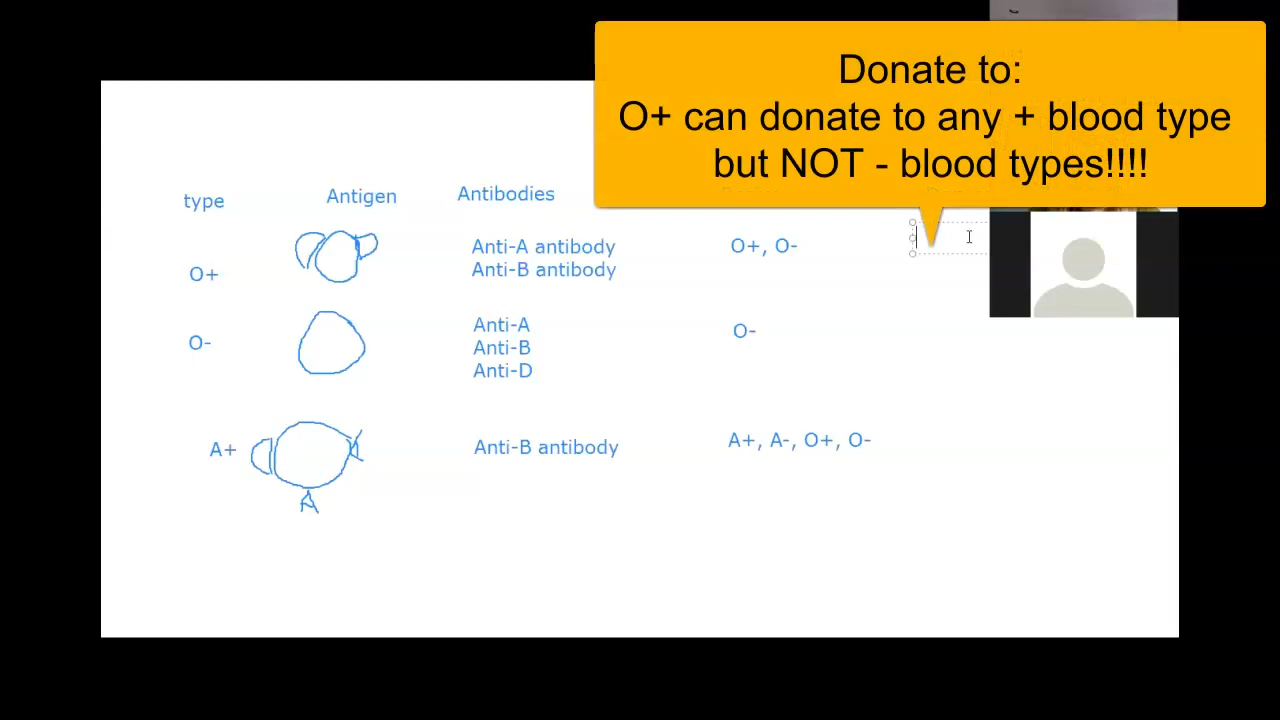 Donate to:
O+ can donate to any + blood type
but NOT - blood types!!!!
type Antigen Antibodies
O+ Anti-A antibody O+, O-
Anti-B antibody
O- Anti-A O-
Anti-B
Anti-D
A+ Anti-B antibody A+, A-, O+, O-
A